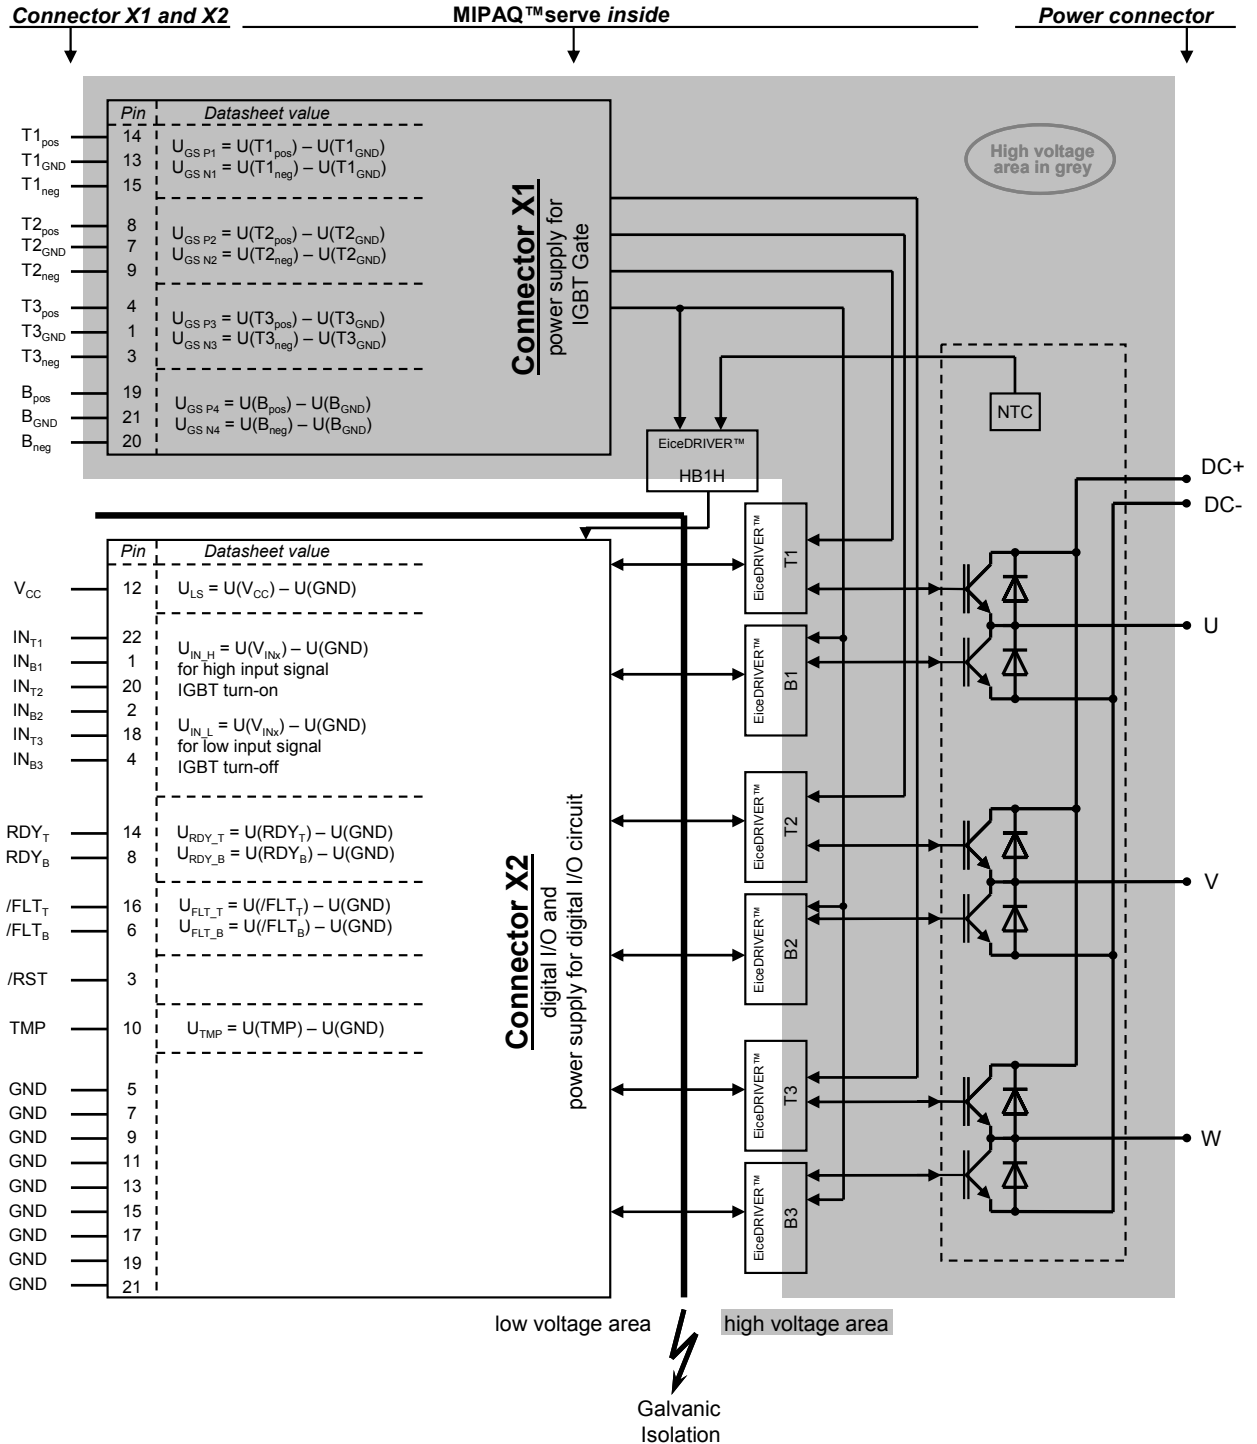 Connector X1 and X2
MIPAQ™serve inside
Power connector
Pin Datasheet value
T1pos 14
T1GND 13
T1neg 15
UGS P1 = U(T1pos) – U(T1GND)
UGS N1 = U(T1neg) – U(T1GND)
T2pos 8
T2GND 7
T2neg 9
UGS P2 = U(T2pos) – U(T2GND)
UGS N2 = U(T2neg) – U(T2GND)
T3pos 4
T3GND 1
T3neg 3
UGS P3 = U(T3pos) – U(T3GND)
UGS N3 = U(T3neg) – U(T3GND)
Bpos 19
BGND 21
Bneg 20
UGS P4 = U(Bpos) – U(BGND)
UGS N4 = U(Bneg) – U(BGND)
Connector X1
power supply for
IGBT Gate
High voltage
area in grey
NTC
EiceDRIVER™
HB1H
DC+
DC-
Pin Datasheet value
VCC 12 ULS = U(VCC) – U(GND)
INT1 22
INB1 1
INT2 20
INB2 2
INT3 18
INB3 4
UIN_H = U(VINx) – U(GND)
for high input signal
IGBT turn-on
UIN_L = U(VINx) – U(GND)
for low input signal
IGBT turn-off
RDYT 14 URDY_T = U(RDYT) – U(GND)
RDYB 8 URDY_B = U(RDYB) – U(GND)
/FLTT 16 UFLT_T = U(/FLTT) – U(GND)
/FLTB 6 UFLT_B = U(/FLTB) – U(GND)
/RST 3
TMP 10 UTMP = U(TMP) – U(GND)
GND 5
GND 7
GND 9
GND 11
GND 13
GND 15
GND 17
GND 19
GND 21
Connector X2
digital I/O and
power supply for digital I/O circuit
EiceDRIVER™
T1
EiceDRIVER™
B1
EiceDRIVER™
T2
EiceDRIVER™
B2
EiceDRIVER™
T3
EiceDRIVER™
B3
U
V
W
low voltage area
high voltage area
Galvanic
Isolation